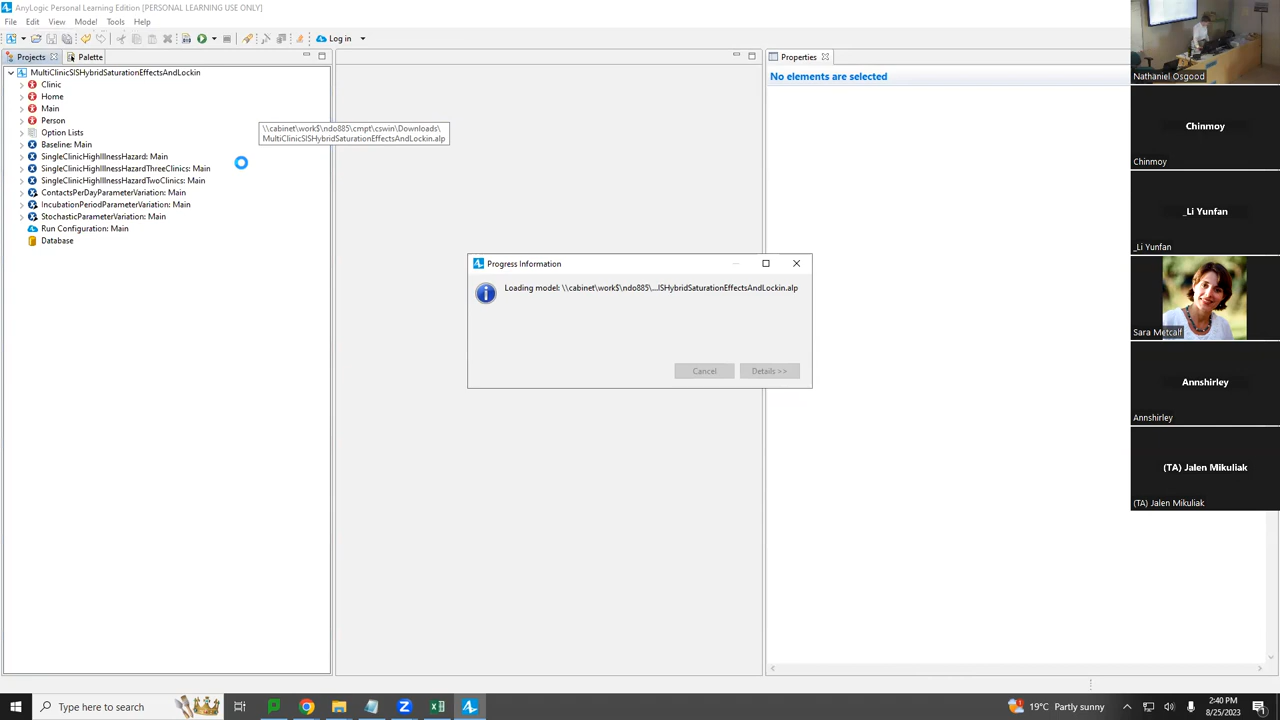 AnyLogic Personal Learning Edition [PERSONAL LEARNING USE ONLY]
File Edit View Model Tools Help
Log in
Projects
Palette
Properties
No elements are selected
MultiClinicSISHybridSaturationEffectsAndLockin
Clinic
Home
Main
Person
Option Lists
Baseline: Main
SingleClinicHighIllnessHazard: Main
SingleClinicHighIllnessHazardThreeClinics: Main
SingleClinicHighIllnessHazardTwoClinics: Main
ContactsPerDayParameterVariation: Main
IncubationPeriodParameterVariation: Main
StochasticParameterVariation: Main
Run Configuration: Main
Database
\\cabinet\work$\ndo885\cmpt\cswin\Downloads\
MultiClinicSISHybridSaturationEffectsAndLockin.alp
Progress Information
Loading model: \\cabinet\work$\ndo885\...ISHybridSaturationEffectsAndLockin.alp
Cancel
Details >>
Nathaniel Osgood
Chinmoy
Chinmoy
_Li Yunfan
_Li Yunfan
Sara Metcalf
Annshirley
Annshirley
(TA) Jalen Mikuliak
(TA) Jalen Mikuliak
Type here to search
19°C Partly sunny
2:40 PM
8/25/2023
1